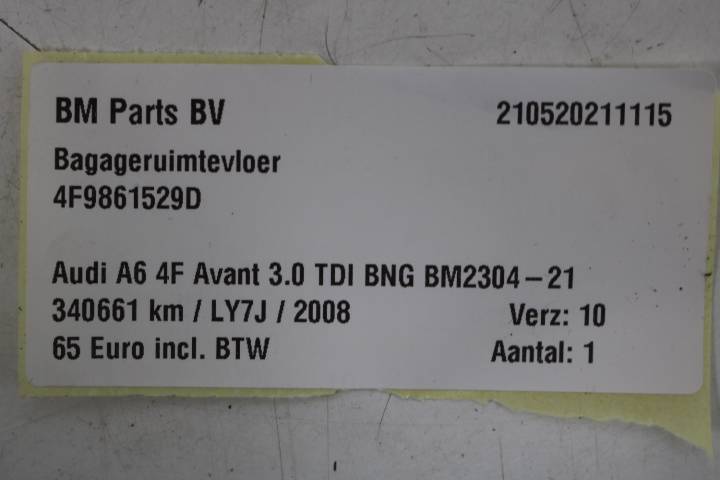 BM Parts BV 210520211115
Bagageruimtevloer
4F9861529D
Audi A6 4F Avant 3.0 TDI BNG BM2304-21
340661 km / LY7J / 2008 Verz: 10
65 Euro incl. BTW Aantal: 1